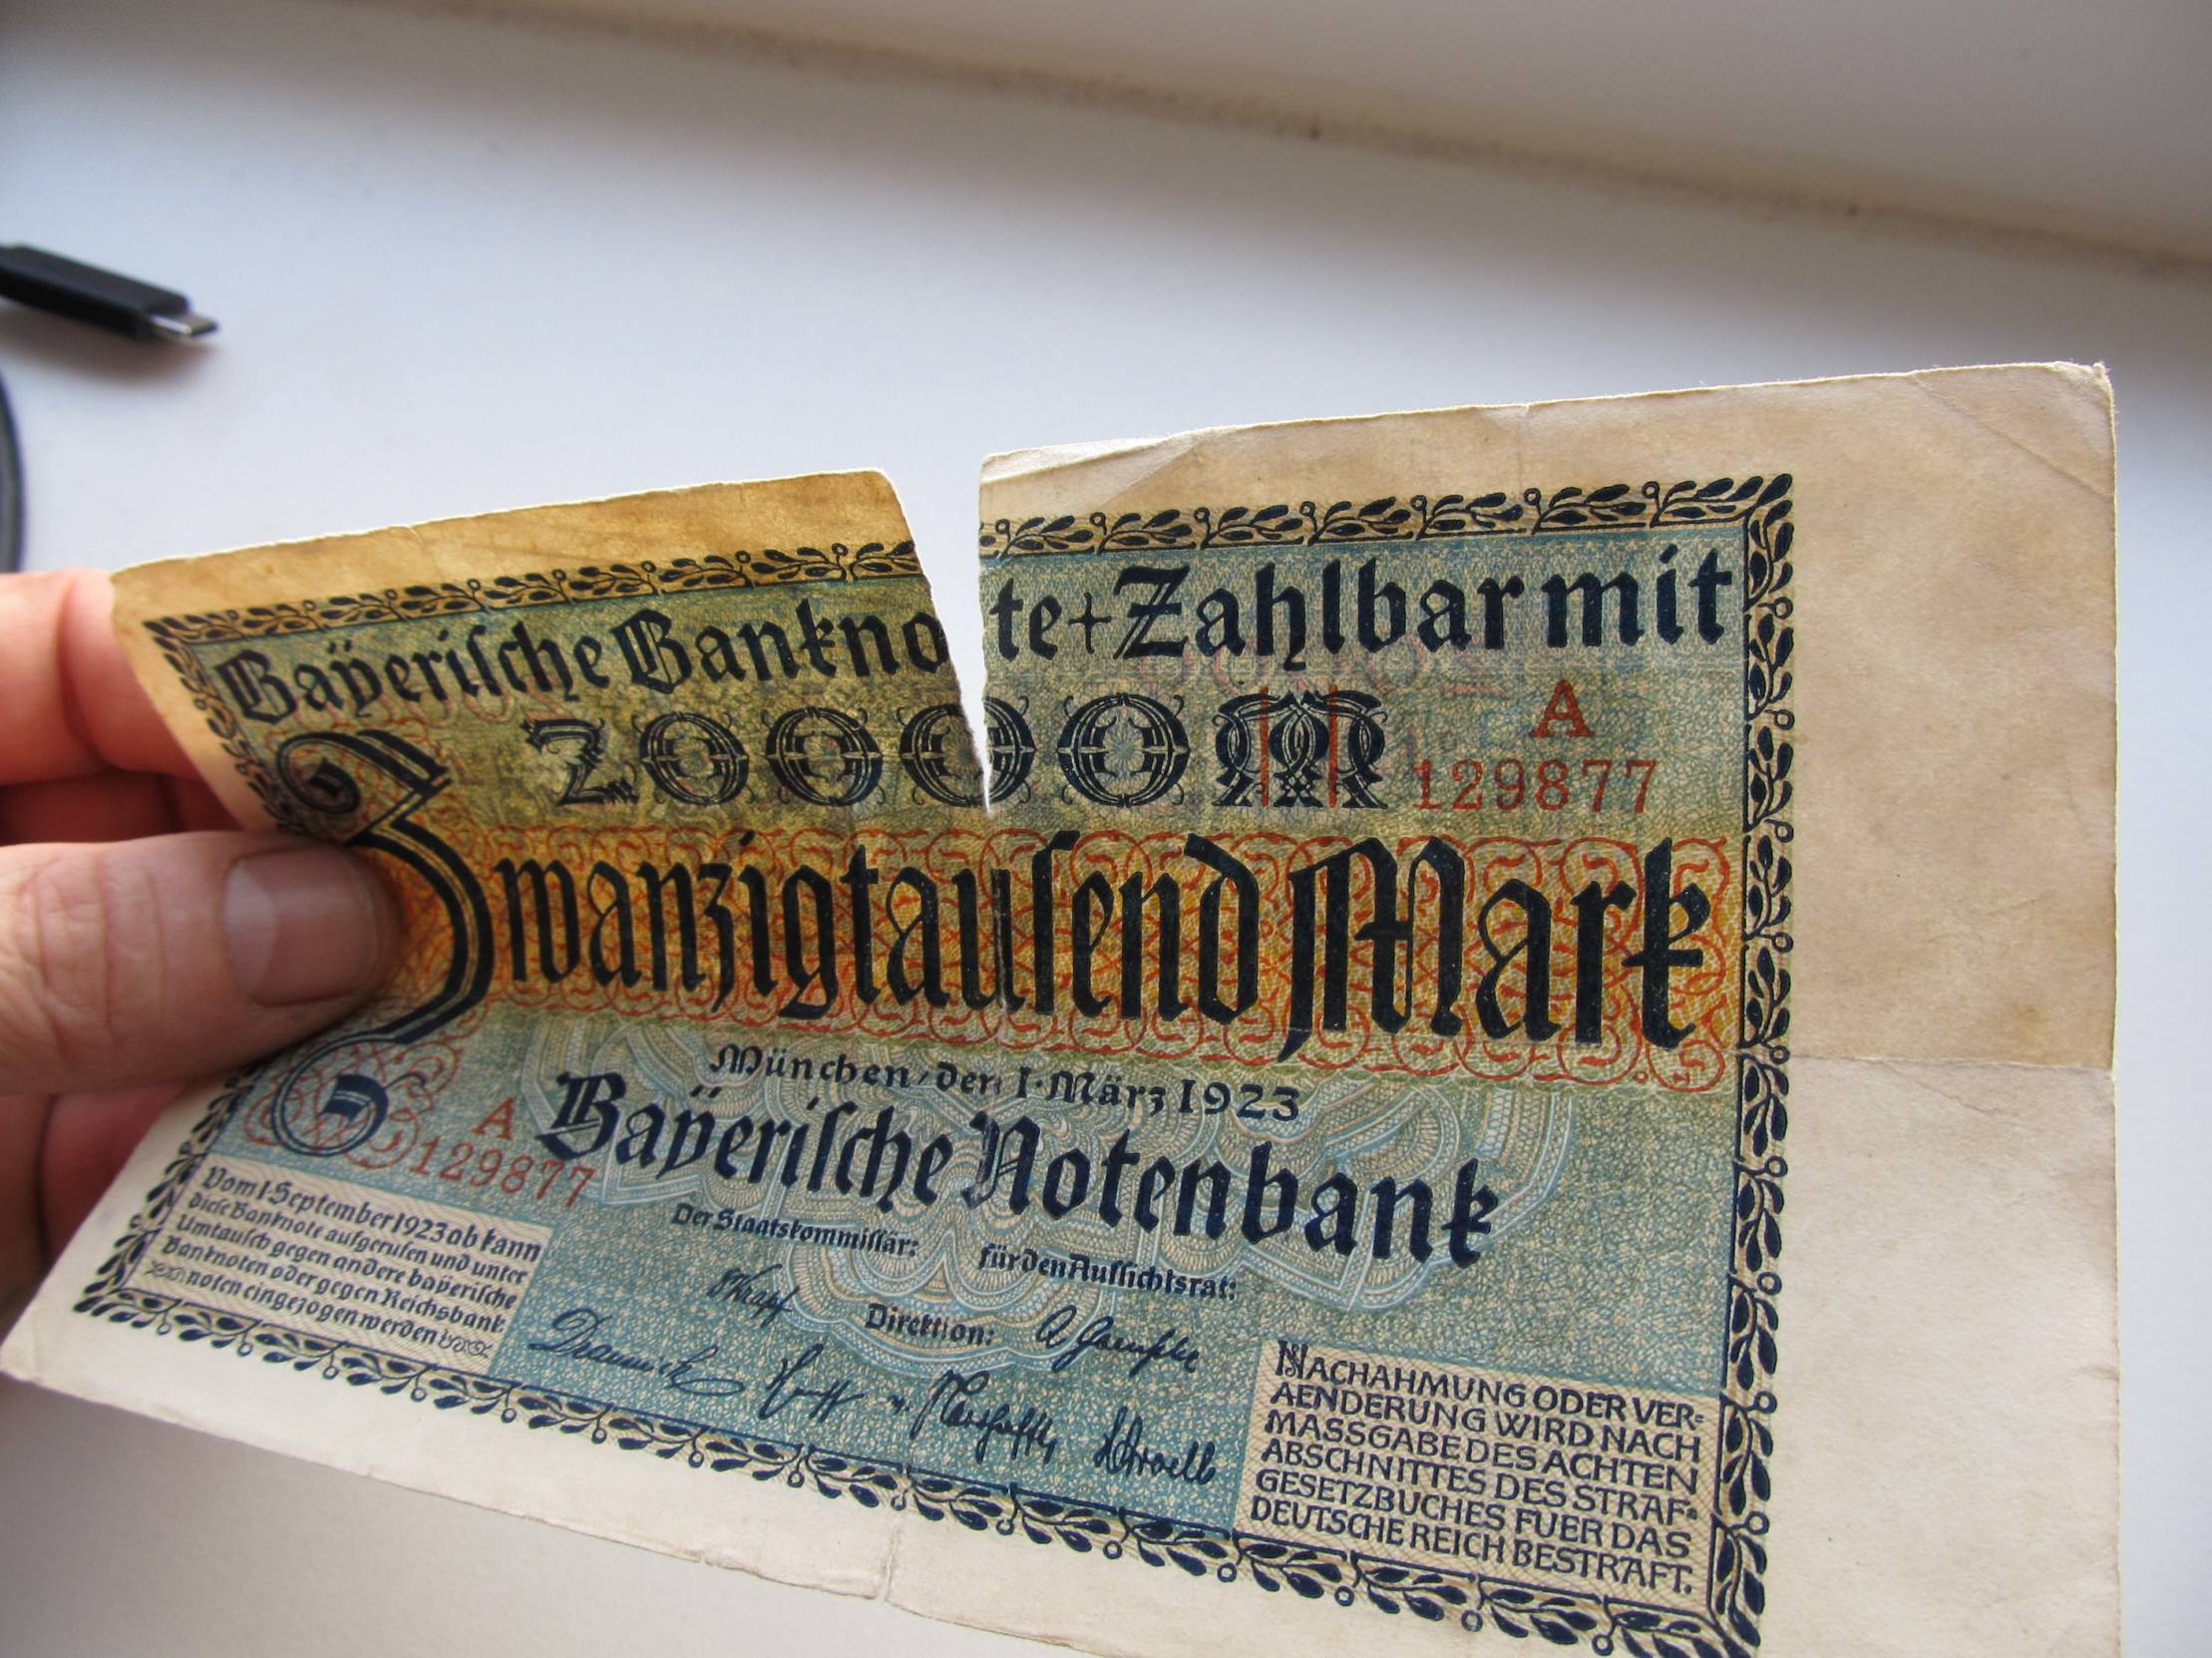 Bayerische Banknote + Zahlbar mit
20000 M
A
129877
Zwanzigtausend Mark
München, den 1. März 1923
A
129877
Bayerische Notenbank
Der Staatskommissär:
für den Aufsichtsrat:
Direktion:
Vom 1. September 1923 ab kann
diese Banknote aufgerufen und unter
Umtausch gegen andere bayerische
Banknoten oder gegen Reichsbank-
noten eingezogen werden
NACHAHMUNG ODER VER-
AENDERUNG WIRD NACH
MASSGABE DES ACHTEN
ABSCHNITTES DES STRAF-
GESETZBUCHES FUER DAS
DEUTSCHE REICH BESTRAFT.